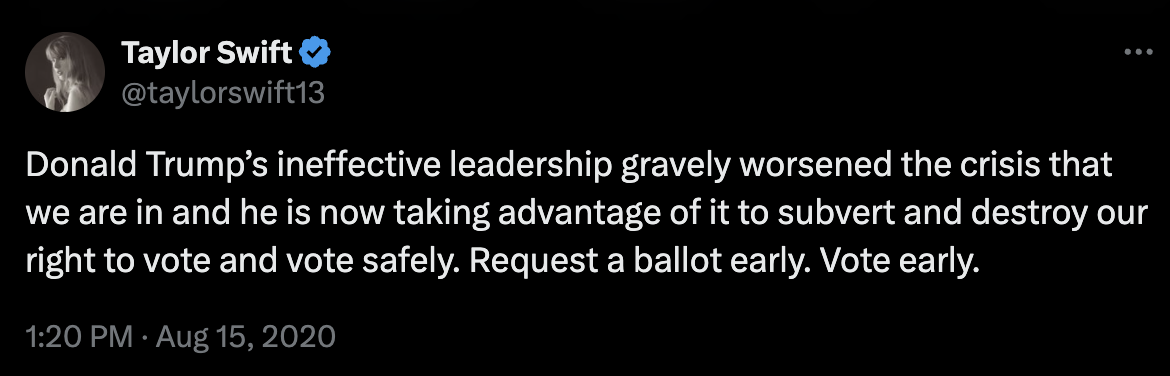 Taylor Swift
@taylorswift13
Donald Trump’s ineffective leadership gravely worsened the crisis that
we are in and he is now taking advantage of it to subvert and destroy our
right to vote and vote safely. Request a ballot early. Vote early.
1:20 PM · Aug 15, 2020